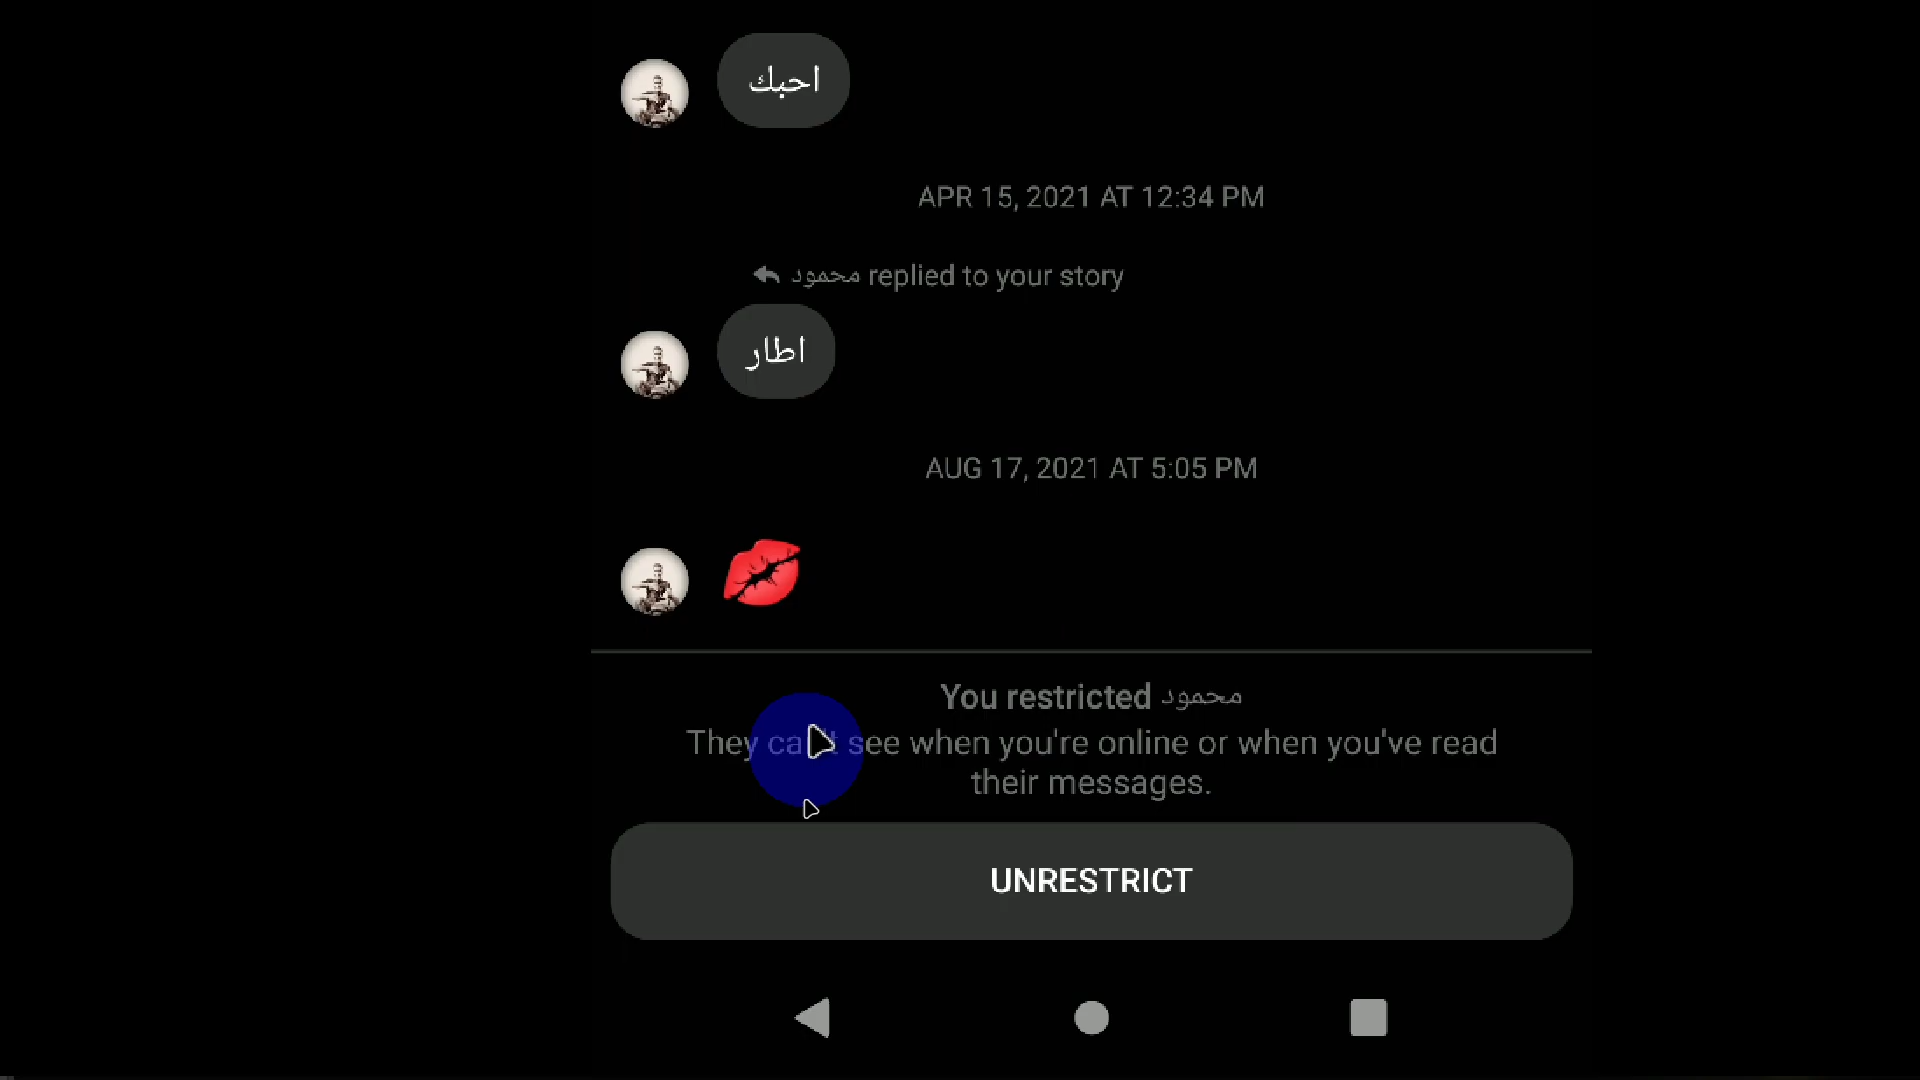 احبك
APR 15, 2021 AT 12:34 PM
محمود replied to your story
اطار
AUG 17, 2021 AT 5:05 PM
You restricted محمود
They can't see when you're online or when you've read
their messages.
UNRESTRICT